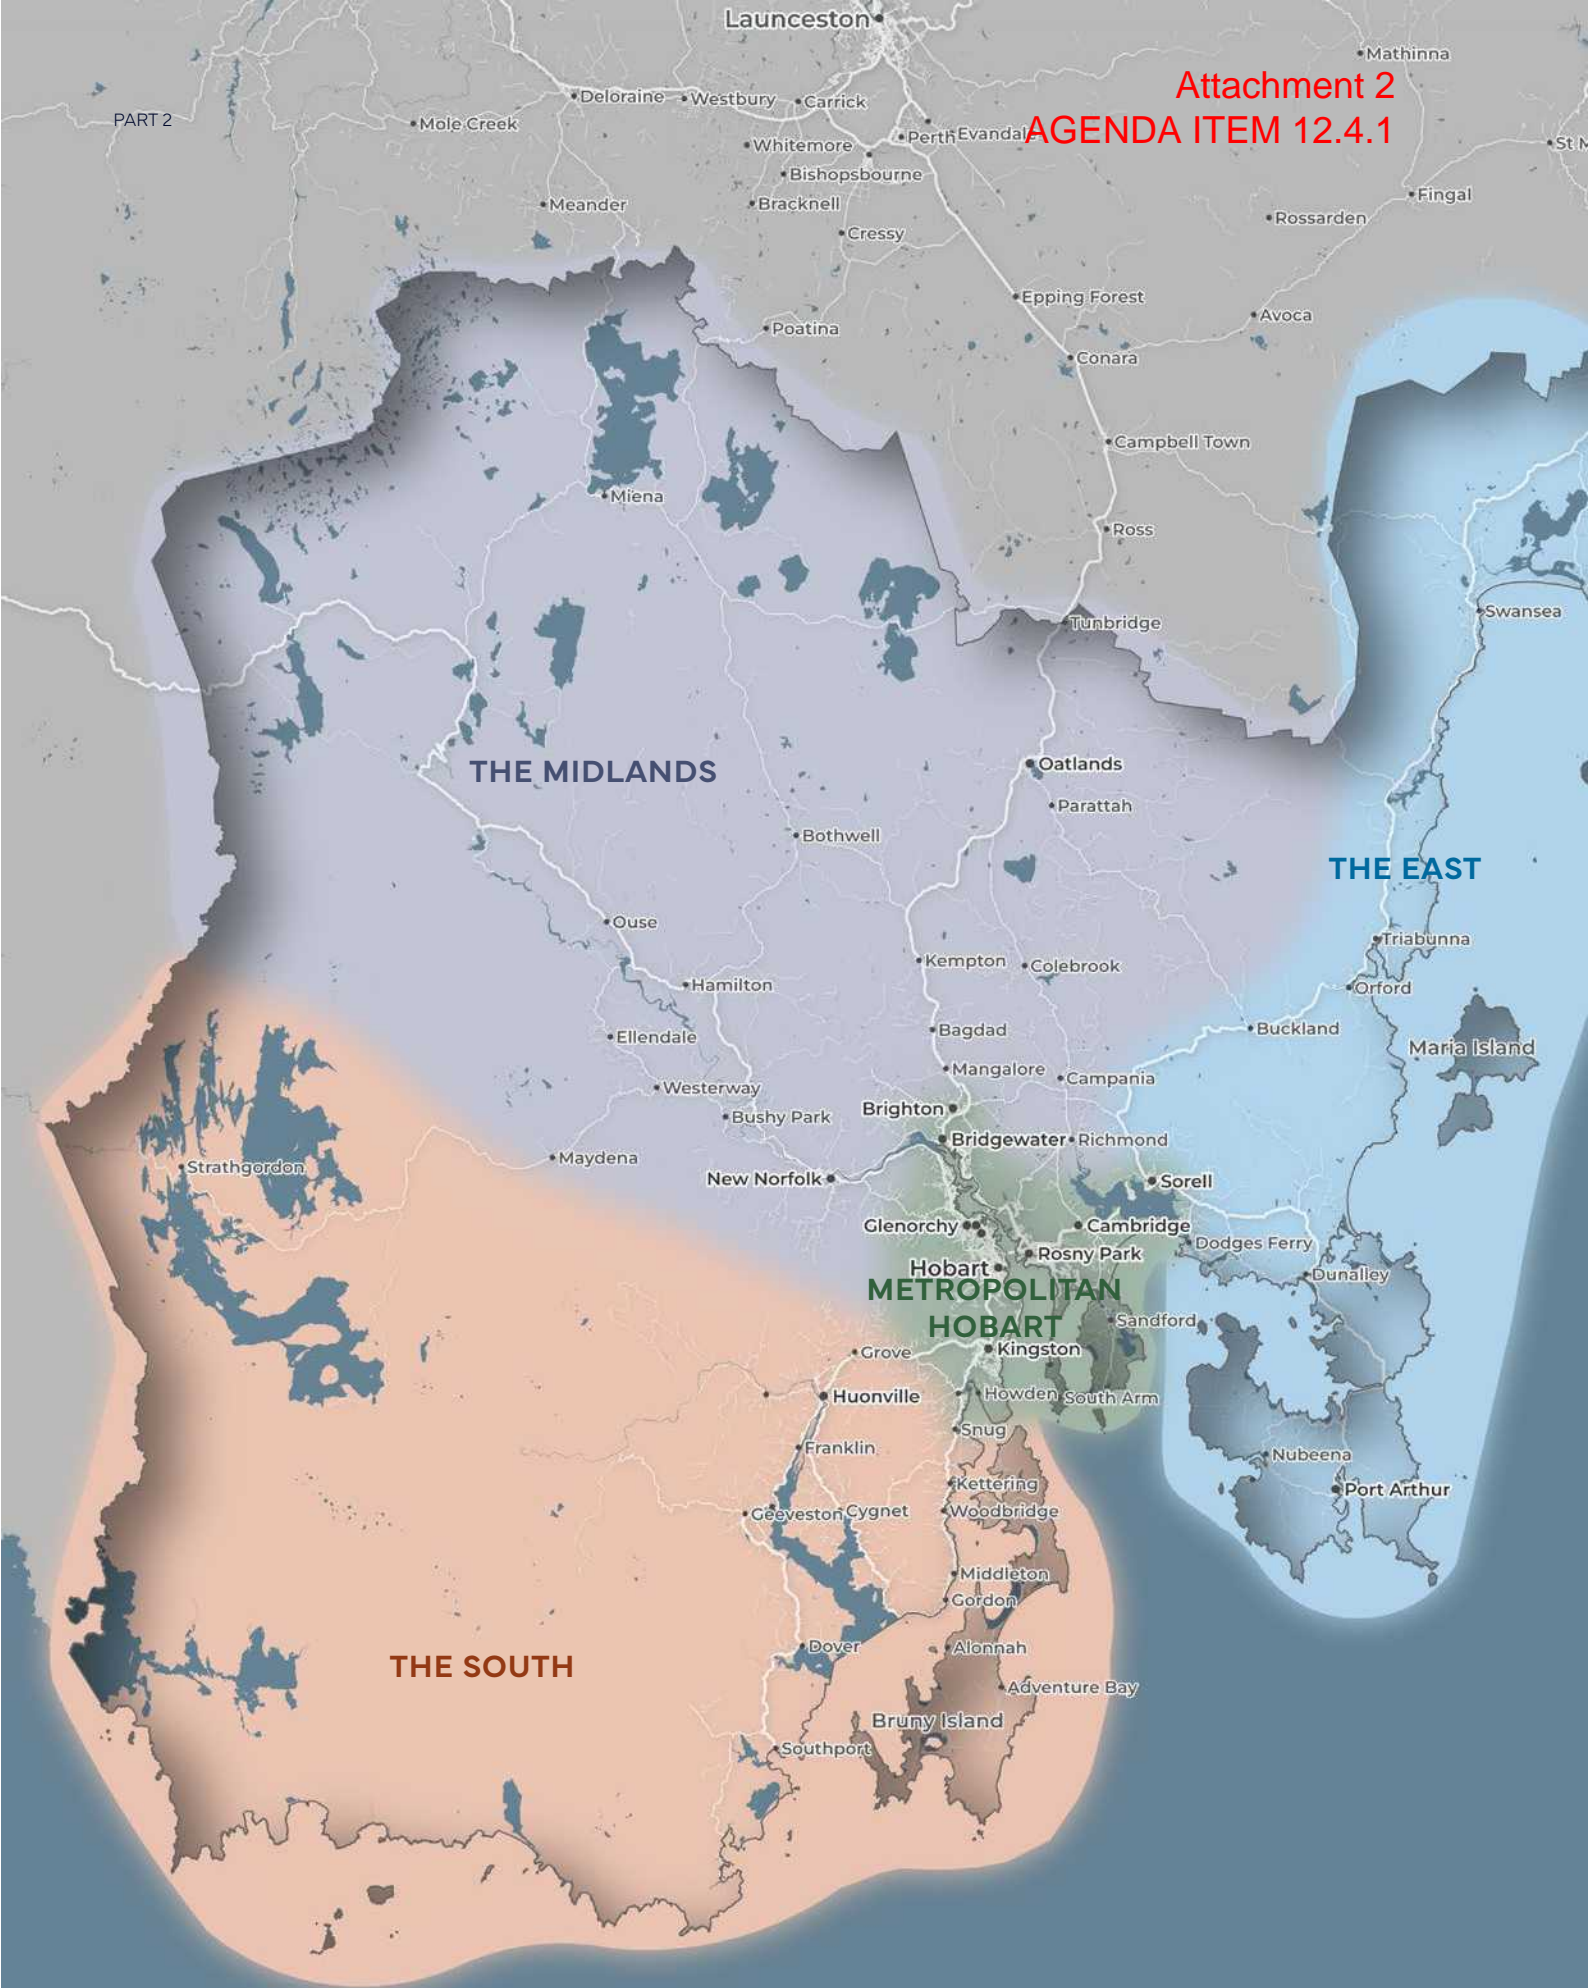 Launceston
Mathinna
Attachment 2
Deloraine
Westbury
Carrick
PART 2
Mole Creek
AGENDA ITEM 12.4.1
Perth
Whitemore
Bishopsbourne
Fingal
Meander
Bracknell
Rossarden
Cressy
Epping Forest
Avoca
Poatina
Conara
Campbell Town
Miena
Ross
Swansea
Tunbridge
THE MIDLANDS
Oatlands
Parattah
Bothwell
THE EAST
Ouse
Triabunna
Kempton
Colebrook
Hamilton
Orford
Buckland
Bagdad
Ellendale
Maria Island
Mangalore
Campania
Westerway
Brighton
Bushy Park
Bridgewater
Richmond
Maydena
Strathgordon
New Norfolk
Sorell
Glenorchy
Cambridge
Dodges Ferry
Rosny Park
Hobart
Dunalley
METROPOLITAN
HOBART
Sandford
Kingston
Grove
Huonville
Howden
South Arm
Snug
Franklin
Nubeena
Kettering
Port Arthur
Geeveston
Cygnet
Woodbridge
Middleton
Gordon
Dover
Alonnah
THE SOUTH
Adventure Bay
Bruny Island
Southport